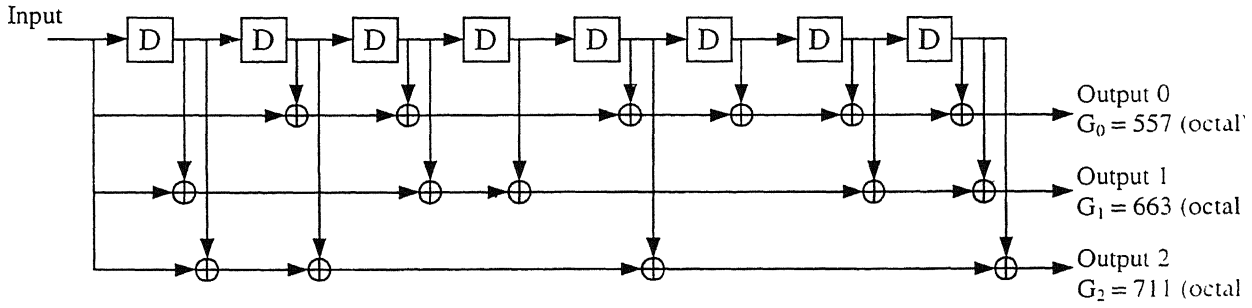 Input
D D D D D D D D
Output 0
G₀ = 557 (octal)
Output 1
G₁ = 663 (octal
Output 2
G₂ = 711 (octal